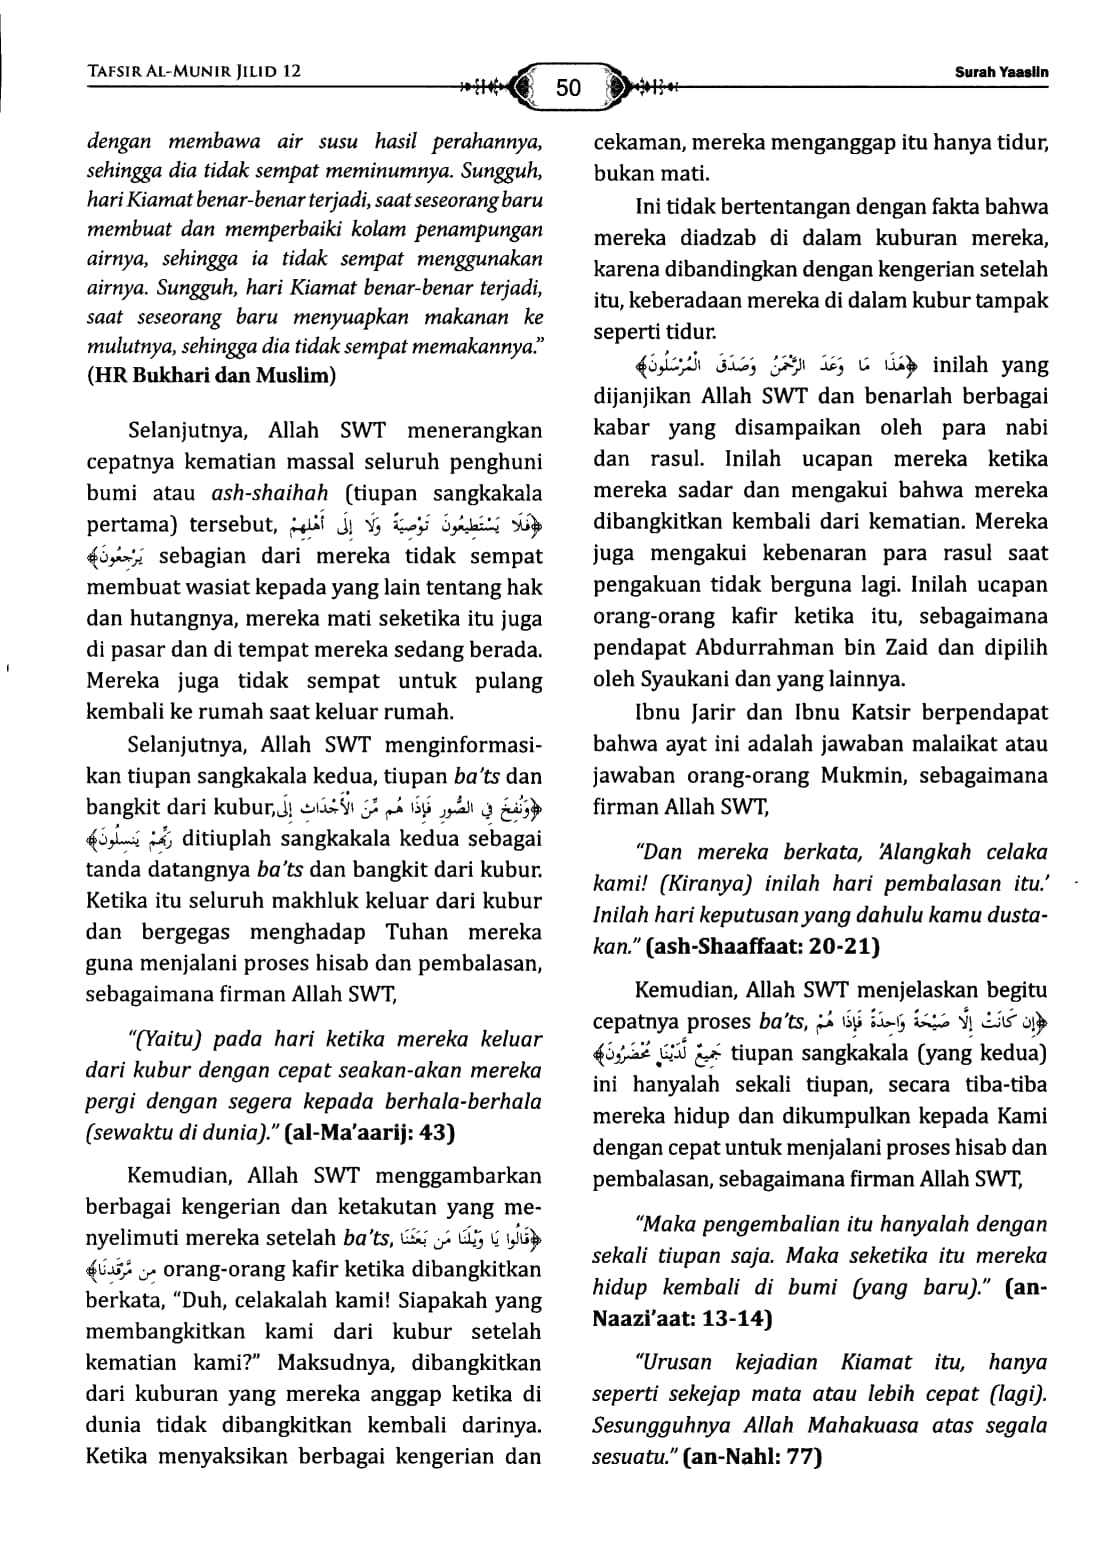 TAFSIR AL-MUNIR JILID 12
50
Surah Yaasiin
dengan membawa air susu hasil perahannya,
sehingga dia tidak sempat meminumnya. Sungguh,
hari Kiamat benar-benar terjadi, saat seseorang baru
membuat dan memperbaiki kolam penampungan
airnya, sehingga ia tidak sempat menggunakan
airnya. Sungguh, hari Kiamat benar-benar terjadi,
saat seseorang baru menyuapkan makanan ke
mulutnya, sehingga dia tidak sempat memakannya.”
(HR Bukhari dan Muslim)
Selanjutnya, Allah SWT menerangkan
cepatnya kematian massal seluruh penghuni
bumi atau ash-shaihah (tiupan sangkakala
pertama) tersebut, ﴿فَلَا يَسْتَطِيعُونَ تَوْصِيَةً وَلَا إِلَى أَهْلِهِمْ
يَرْجِعُونَ﴾ sebagian dari mereka tidak sempat
membuat wasiat kepada yang lain tentang hak
dan hutangnya, mereka mati seketika itu juga
di pasar dan di tempat mereka sedang berada.
Mereka juga tidak sempat untuk pulang
kembali ke rumah saat keluar rumah.
Selanjutnya, Allah SWT menginformasi-
kan tiupan sangkakala kedua, tiupan ba’ts dan
bangkit dari kubur, ﴿وَنُفِخَ فِي الصُّورِ فَإِذَا هُم مِّنَ الْأَجْدَاثِ إِلَى
رَبِّهِمْ يَنسِلُونَ﴾ ditiuplah sangkakala kedua sebagai
tanda datangnya ba’ts dan bangkit dari kubur.
Ketika itu seluruh makhluk keluar dari kubur
dan bergegas menghadap Tuhan mereka
guna menjalani proses hisab dan pembalasan,
sebagaimana firman Allah SWT,
“(Yaitu) pada hari ketika mereka keluar
dari kubur dengan cepat seakan-akan mereka
pergi dengan segera kepada berhala-berhala
(sewaktu di dunia).” (al-Ma’aarij: 43)
Kemudian, Allah SWT menggambarkan
berbagai kengerian dan ketakutan yang me-
nyelimuti mereka setelah ba’ts, ﴿قَالُوا يَا وَيْلَنَا مَن بَعَثَنَا
مِن مَّرْقَدِنَا﴾ orang-orang kafir ketika dibangkitkan
berkata, “Duh, celakalah kami! Siapakah yang
membangkitkan kami dari kubur setelah
kematian kami?” Maksudnya, dibangkitkan
dari kuburan yang mereka anggap ketika di
dunia tidak dibangkitkan kembali darinya.
Ketika menyaksikan berbagai kengerian dan
cekaman, mereka menganggap itu hanya tidur,
bukan mati.
Ini tidak bertentangan dengan fakta bahwa
mereka diadzab di dalam kuburan mereka,
karena dibandingkan dengan kengerian setelah
itu, keberadaan mereka di dalam kubur tampak
seperti tidur.
﴿هَذَا مَا وَعَدَ الرَّحْمَنُ وَصَدَقَ الْمُرْسَلُونَ﴾ inilah yang
dijanjikan Allah SWT dan benarlah berbagai
kabar yang disampaikan oleh para nabi
dan rasul. Inilah ucapan mereka ketika
mereka sadar dan mengakui bahwa mereka
dibangkitkan kembali dari kematian. Mereka
juga mengakui kebenaran para rasul saat
pengakuan tidak berguna lagi. Inilah ucapan
orang-orang kafir ketika itu, sebagaimana
pendapat Abdurrahman bin Zaid dan dipilih
oleh Syaukani dan yang lainnya.
Ibnu Jarir dan Ibnu Katsir berpendapat
bahwa ayat ini adalah jawaban malaikat atau
jawaban orang-orang Mukmin, sebagaimana
firman Allah SWT,
“Dan mereka berkata, ’Alangkah celaka
kami! (Kiranya) inilah hari pembalasan itu.’
Inilah hari keputusan yang dahulu kamu dusta-
kan.” (ash-Shaaffaat: 20-21)
Kemudian, Allah SWT menjelaskan begitu
cepatnya proses ba’ts, ﴿إِن كَانَتْ إِلَّا صَيْحَةً وَاحِدَةً فَإِذَا هُمْ
جَمِيعٌ لَّدَيْنَا مُحْضَرُونَ﴾ tiupan sangkakala (yang kedua)
ini hanyalah sekali tiupan, secara tiba-tiba
mereka hidup dan dikumpulkan kepada Kami
dengan cepat untuk menjalani proses hisab dan
pembalasan, sebagaimana firman Allah SWT,
“Maka pengembalian itu hanyalah dengan
sekali tiupan saja. Maka seketika itu mereka
hidup kembali di bumi (yang baru).” (an-
Naazi’aat: 13-14)
“Urusan kejadian Kiamat itu, hanya
seperti sekejap mata atau lebih cepat (lagi).
Sesungguhnya Allah Mahakuasa atas segala
sesuatu.” (an-Nahl: 77)